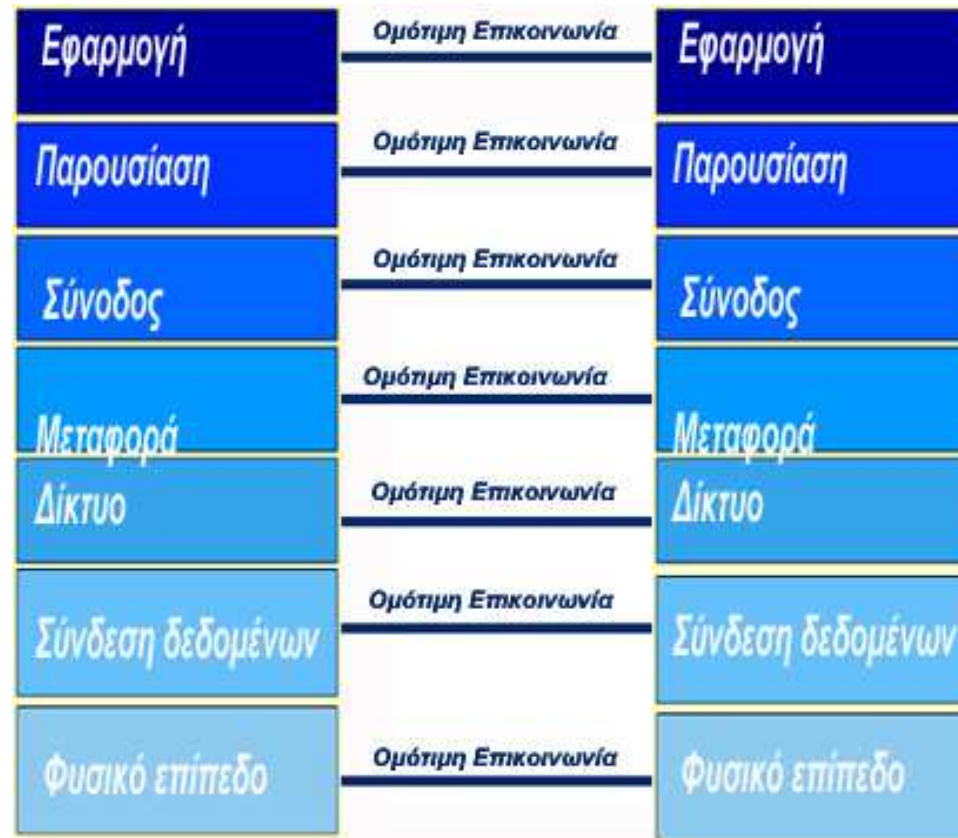 Εφαρμογή
Ομότιμη Επικοινωνία
Εφαρμογή
Παρουσίαση
Ομότιμη Επικοινωνία
Παρουσίαση
Σύνοδος
Ομότιμη Επικοινωνία
Σύνοδος
Μεταφορά
Ομότιμη Επικοινωνία
Μεταφορά
Δίκτυο
Ομότιμη Επικοινωνία
Δίκτυο
Σύνδεση δεδομένων
Ομότιμη Επικοινωνία
Σύνδεση δεδομένων
Φυσικό επίπεδο
Ομότιμη Επικοινωνία
Φυσικό επίπεδο